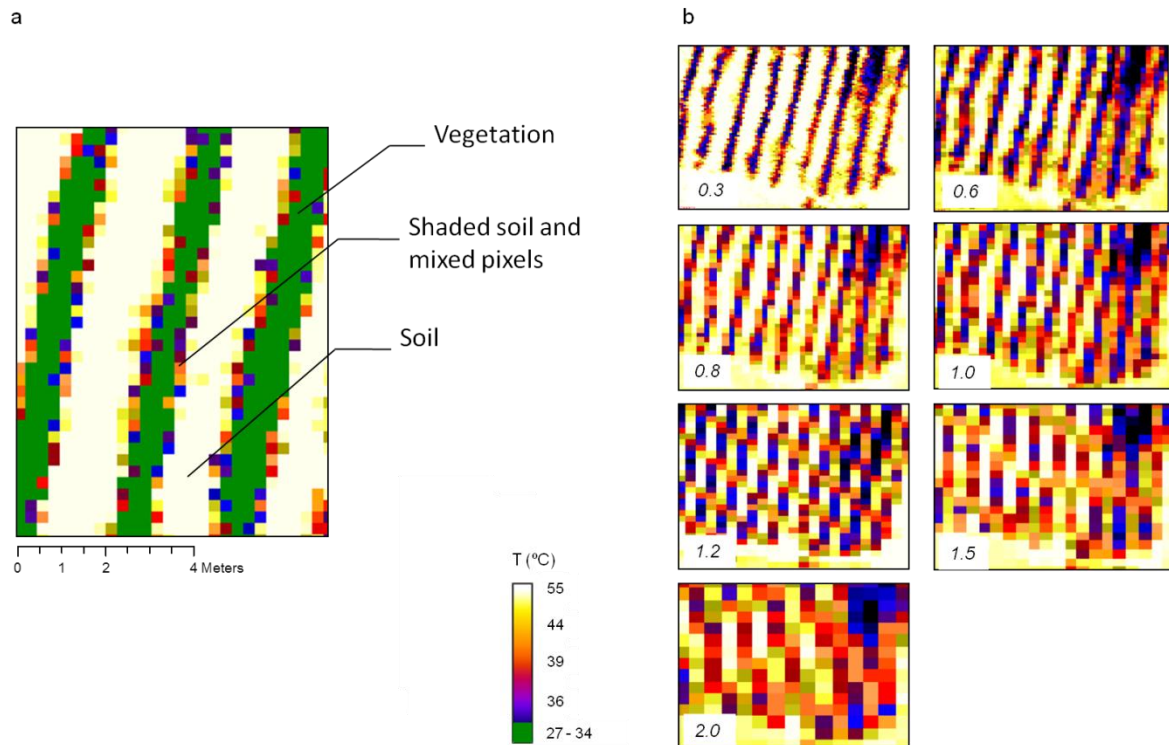 a
b
Vegetation
Shaded soil and
mixed pixels
Soil
0 1 2 4 Meters
T (ºC)
55
44
39
36
27 - 34
0.3
0.6
0.8
1.0
1.2
1.5
2.0